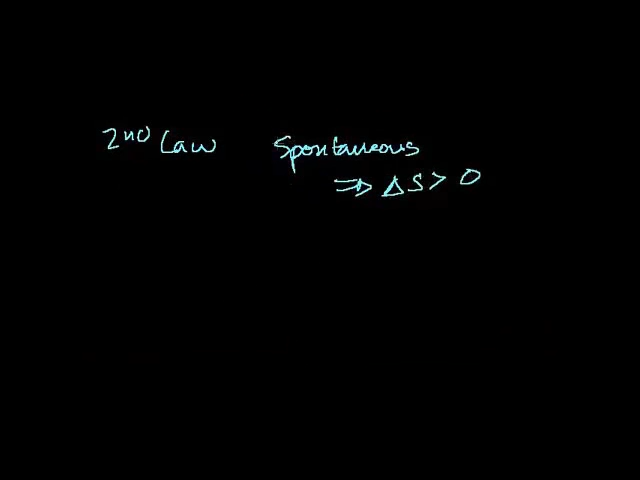 2nd Law Spontaneous
⇒ ΔS > 0